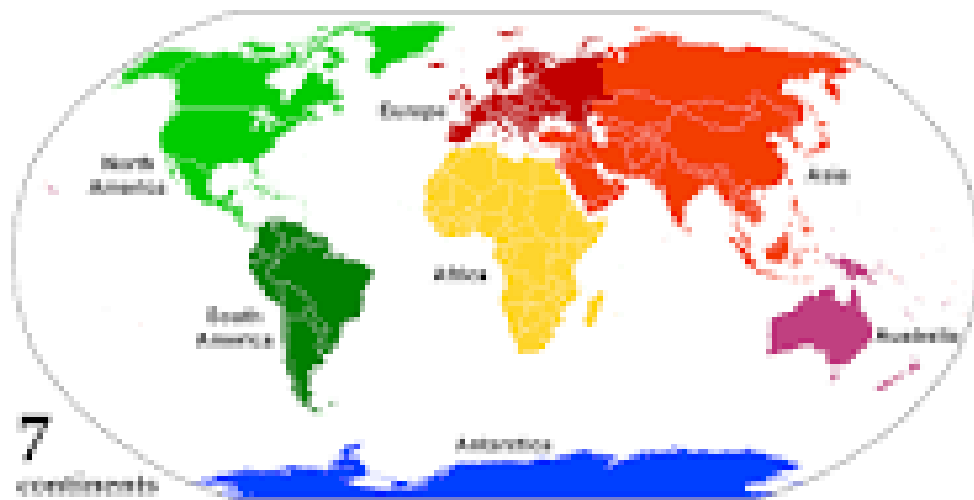 Europe
North
America
Asia
Africa
South
America
Australia
7
Antarctica
continents